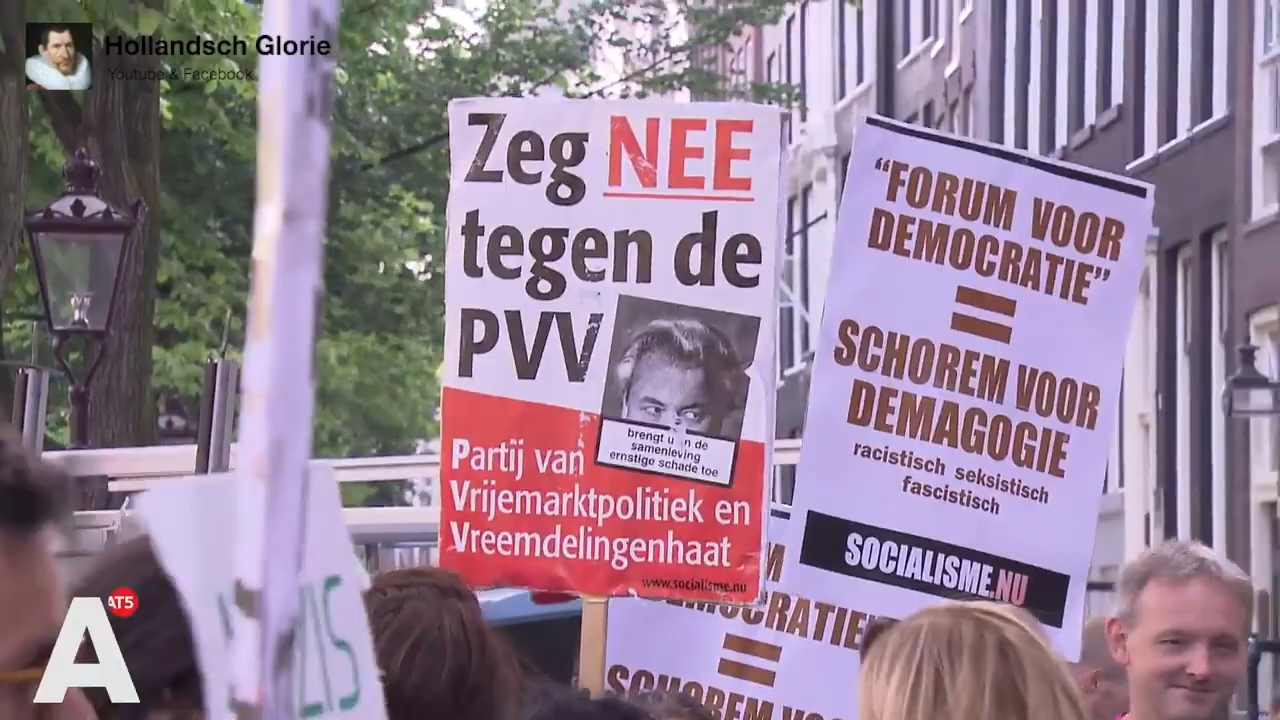 Hollandsch Glorie
Youtube & Facebook
Zeg NEE
tegen de
PVV
brengt u en de
samenleving
ernstige schade toe
Partij van
Vrijemarktpolitiek en
Vreemdelingenhaat
www.socialisme.nu
“FORUM VOOR
DEMOCRATIE”
=
SCHOREM VOOR
DEMAGOGIE
racistisch seksistisch
fascistisch
SOCIALISME.NU
=
SCHOREM
A AT5